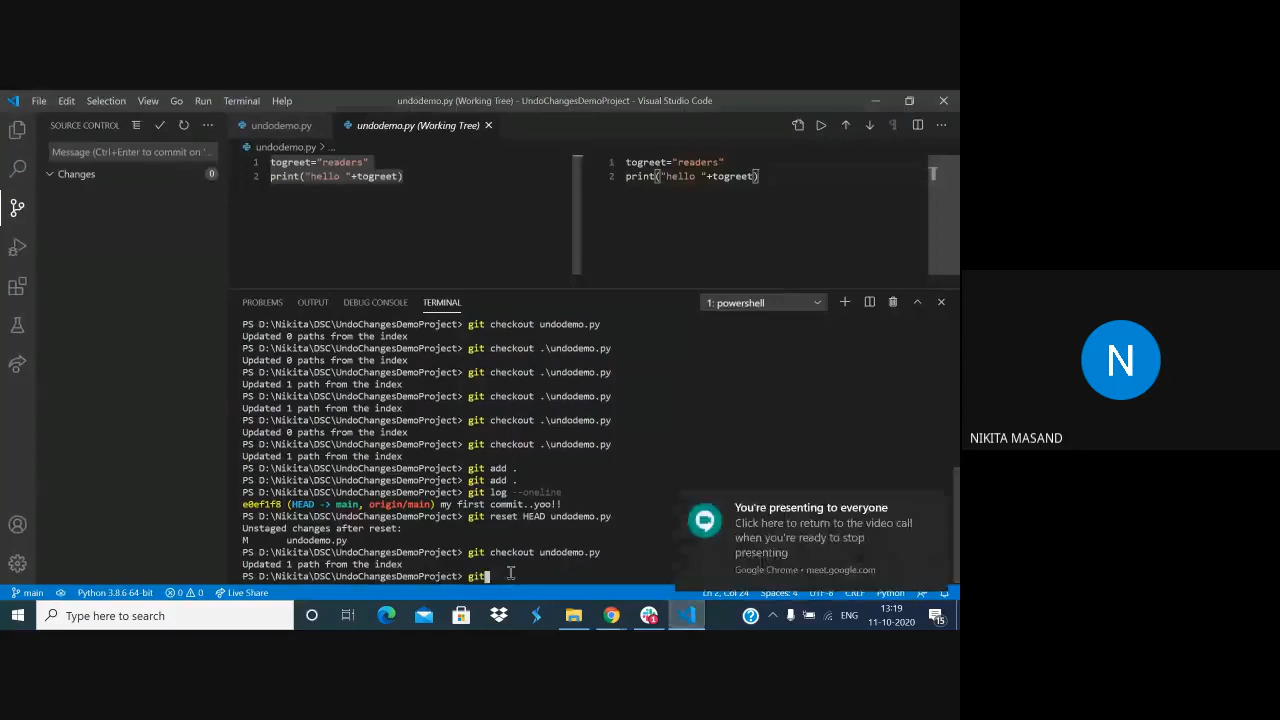 File Edit Selection View Go Run Terminal Help
undodemo.py (Working Tree) - UndoChangesDemoProject - Visual Studio Code
SOURCE CONTROL
undodemo.py
undodemo.py (Working Tree)
Message (Ctrl+Enter to commit on '...
undodemo.py > ...
Changes
0
1 togreet="readers"
2 print("hello "+togreet)
1 togreet="readers"
2 print("hello "+togreet)
PROBLEMS OUTPUT DEBUG CONSOLE TERMINAL
1: powershell
PS D:\Nikita\DSC\UndoChangesDemoProject> git checkout undodemo.py
Updated 0 paths from the index
PS D:\Nikita\DSC\UndoChangesDemoProject> git checkout .\undodemo.py
Updated 0 paths from the index
PS D:\Nikita\DSC\UndoChangesDemoProject> git checkout .\undodemo.py
Updated 1 path from the index
PS D:\Nikita\DSC\UndoChangesDemoProject> git checkout .\undodemo.py
Updated 1 path from the index
PS D:\Nikita\DSC\UndoChangesDemoProject> git checkout .\undodemo.py
Updated 0 paths from the index
PS D:\Nikita\DSC\UndoChangesDemoProject> git checkout .\undodemo.py
Updated 1 path from the index
PS D:\Nikita\DSC\UndoChangesDemoProject> git add .
PS D:\Nikita\DSC\UndoChangesDemoProject> git add .
PS D:\Nikita\DSC\UndoChangesDemoProject> git log --oneline
e0ef1f8 (HEAD -> main, origin/main) my first commit..yoo!!
PS D:\Nikita\DSC\UndoChangesDemoProject> git reset HEAD undodemo.py
Unstaged changes after reset:
M undodemo.py
PS D:\Nikita\DSC\UndoChangesDemoProject> git checkout undodemo.py
Updated 1 path from the index
PS D:\Nikita\DSC\UndoChangesDemoProject> git
You're presenting to everyone
Click here to return to the video call
when you're ready to stop
presenting
Google Chrome • meet.google.com
main Python 3.8.6 64-bit 0 0 Live Share
Ln 2, Col 24 Spaces: 4 UTF-8 CRLF Python
Type here to search
ENG
13:19
11-10-2020
15
N
NIKITA MASAND